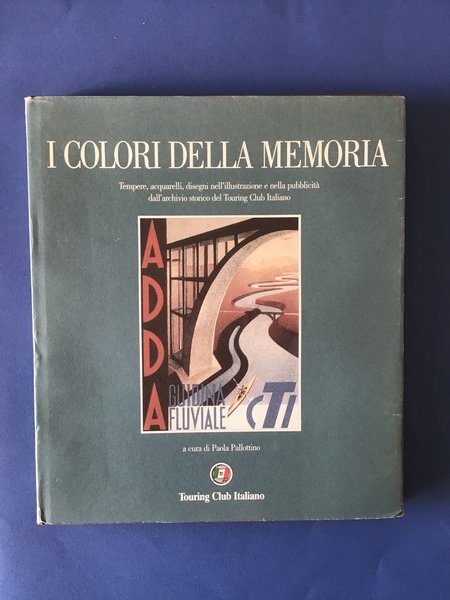 I COLORI DELLA MEMORIA
Tempere, acquarelli, disegni nell'illustrazione e nella pubblicità
dall'archivio storico del Touring Club Italiano
ADDA
GUIDINA
FLUVIALE
CTI
a cura di Paola Pallottino
Touring Club Italiano